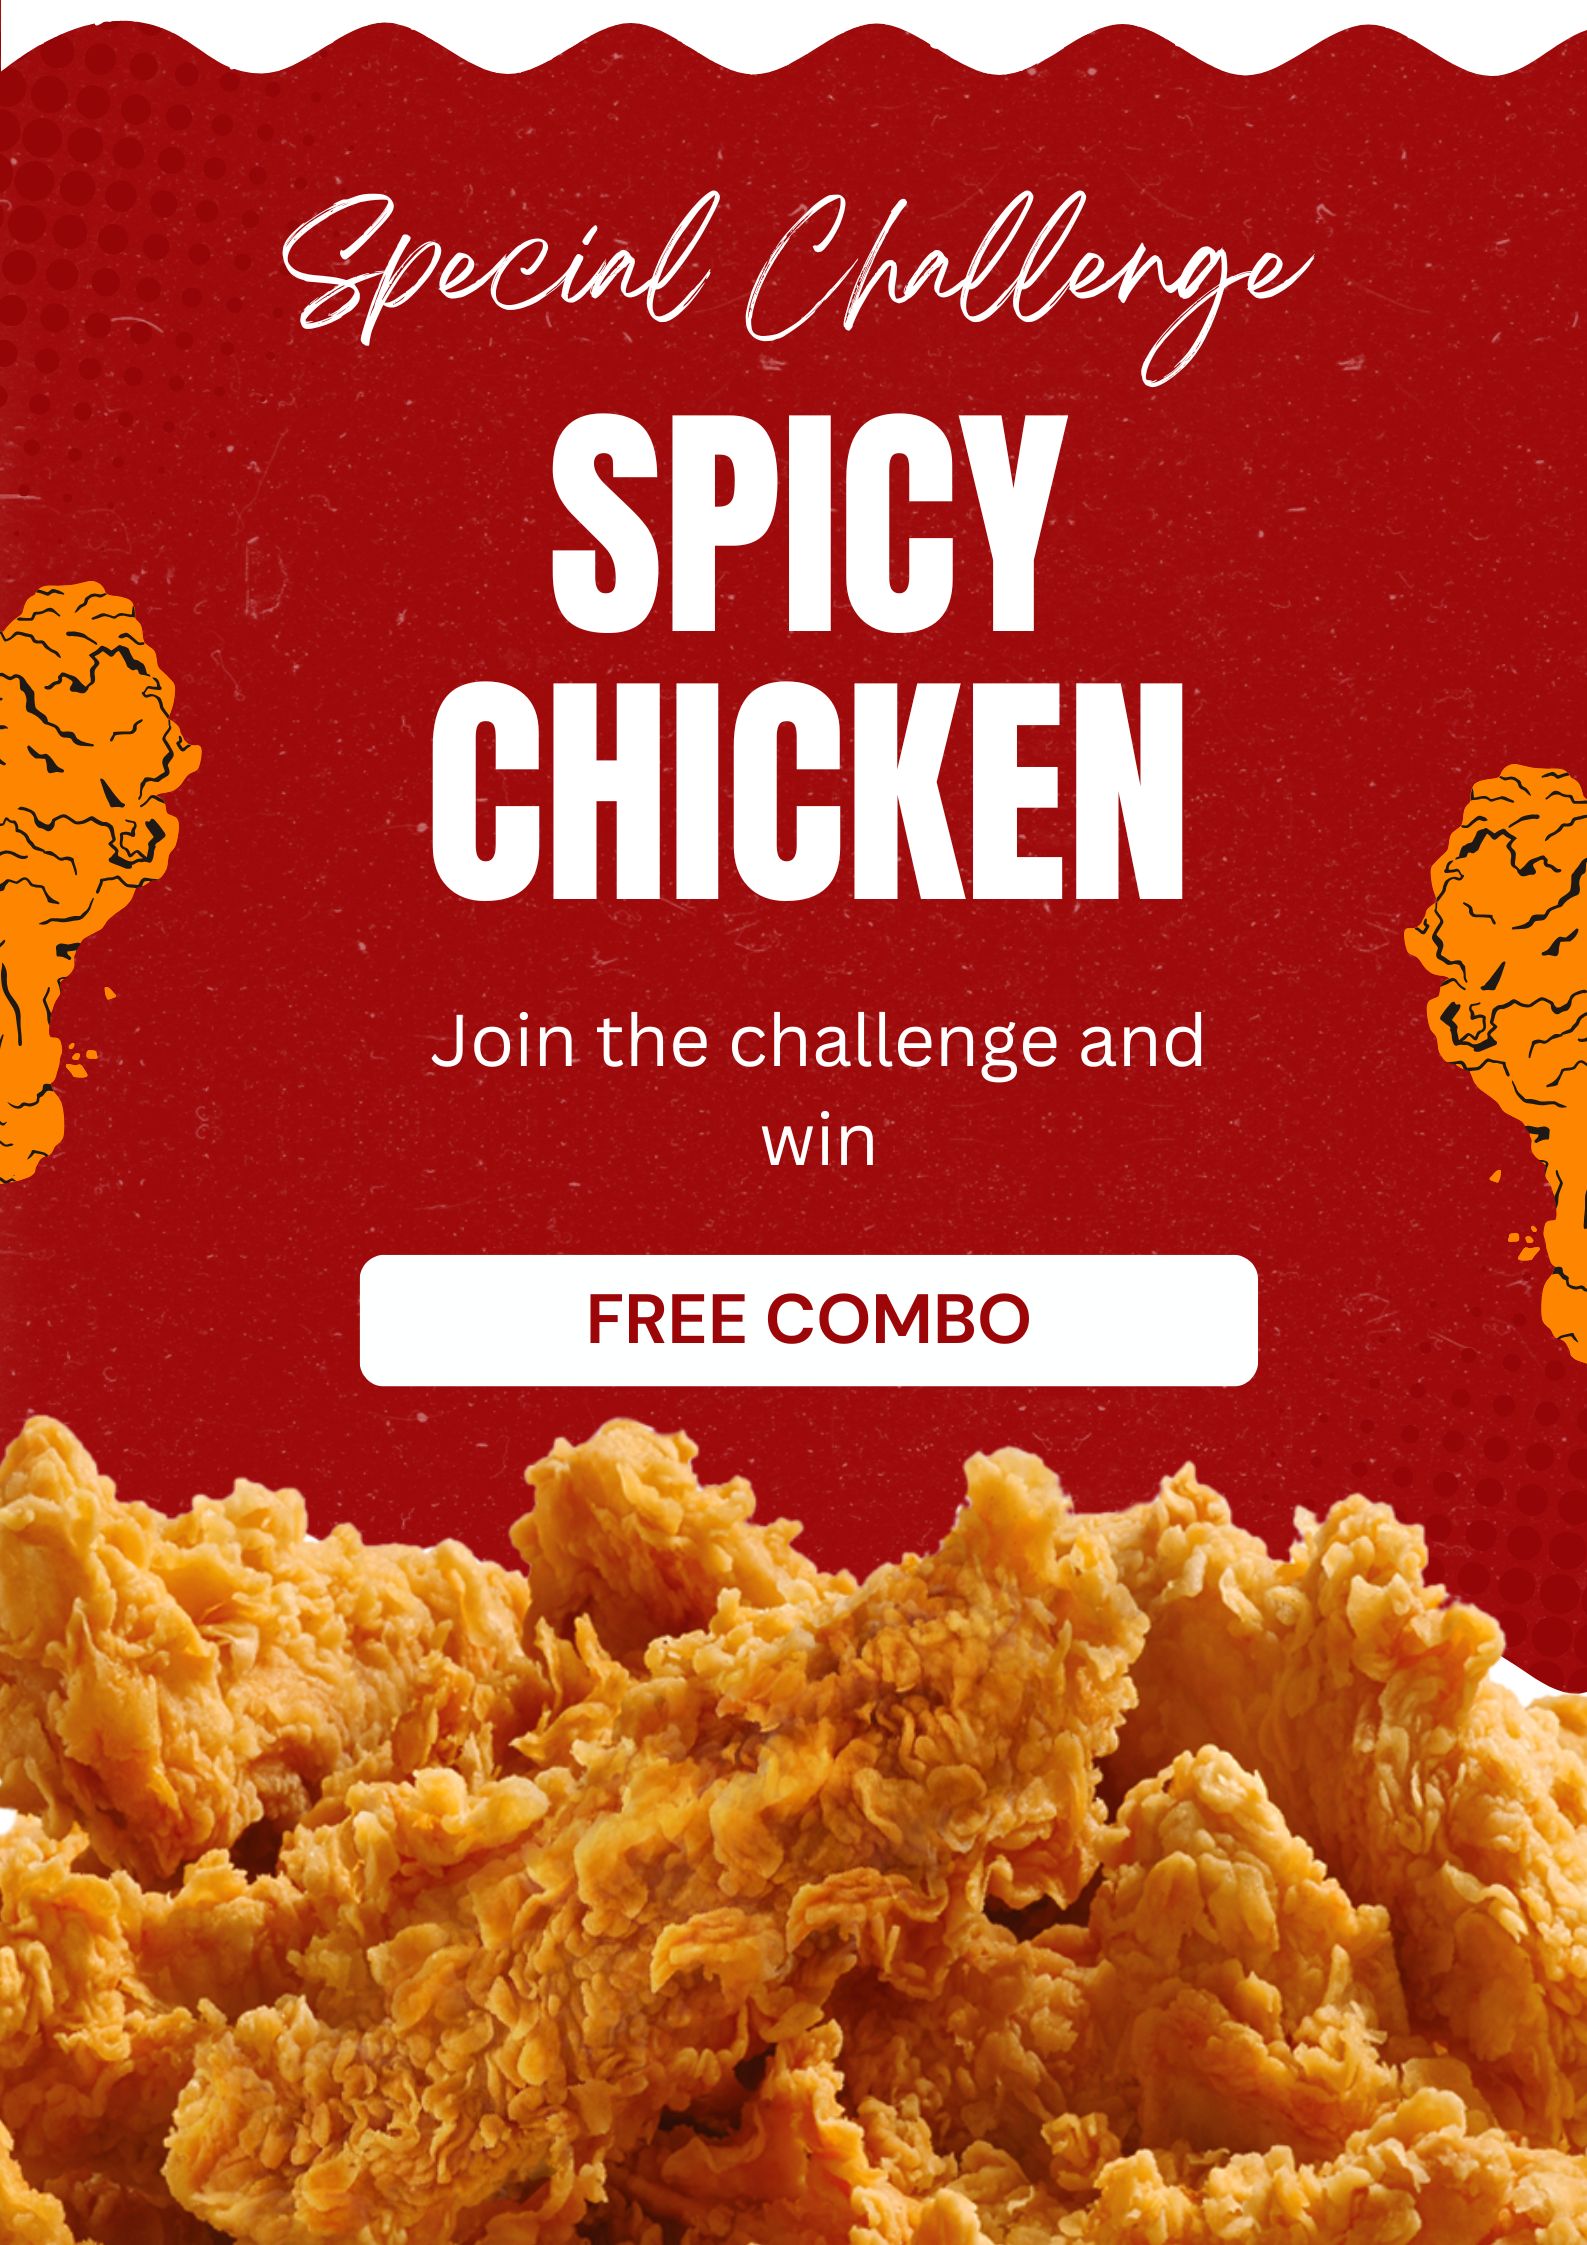 Special Challenge
SPICY
CHICKEN
Join the challenge and
win
FREE COMBO